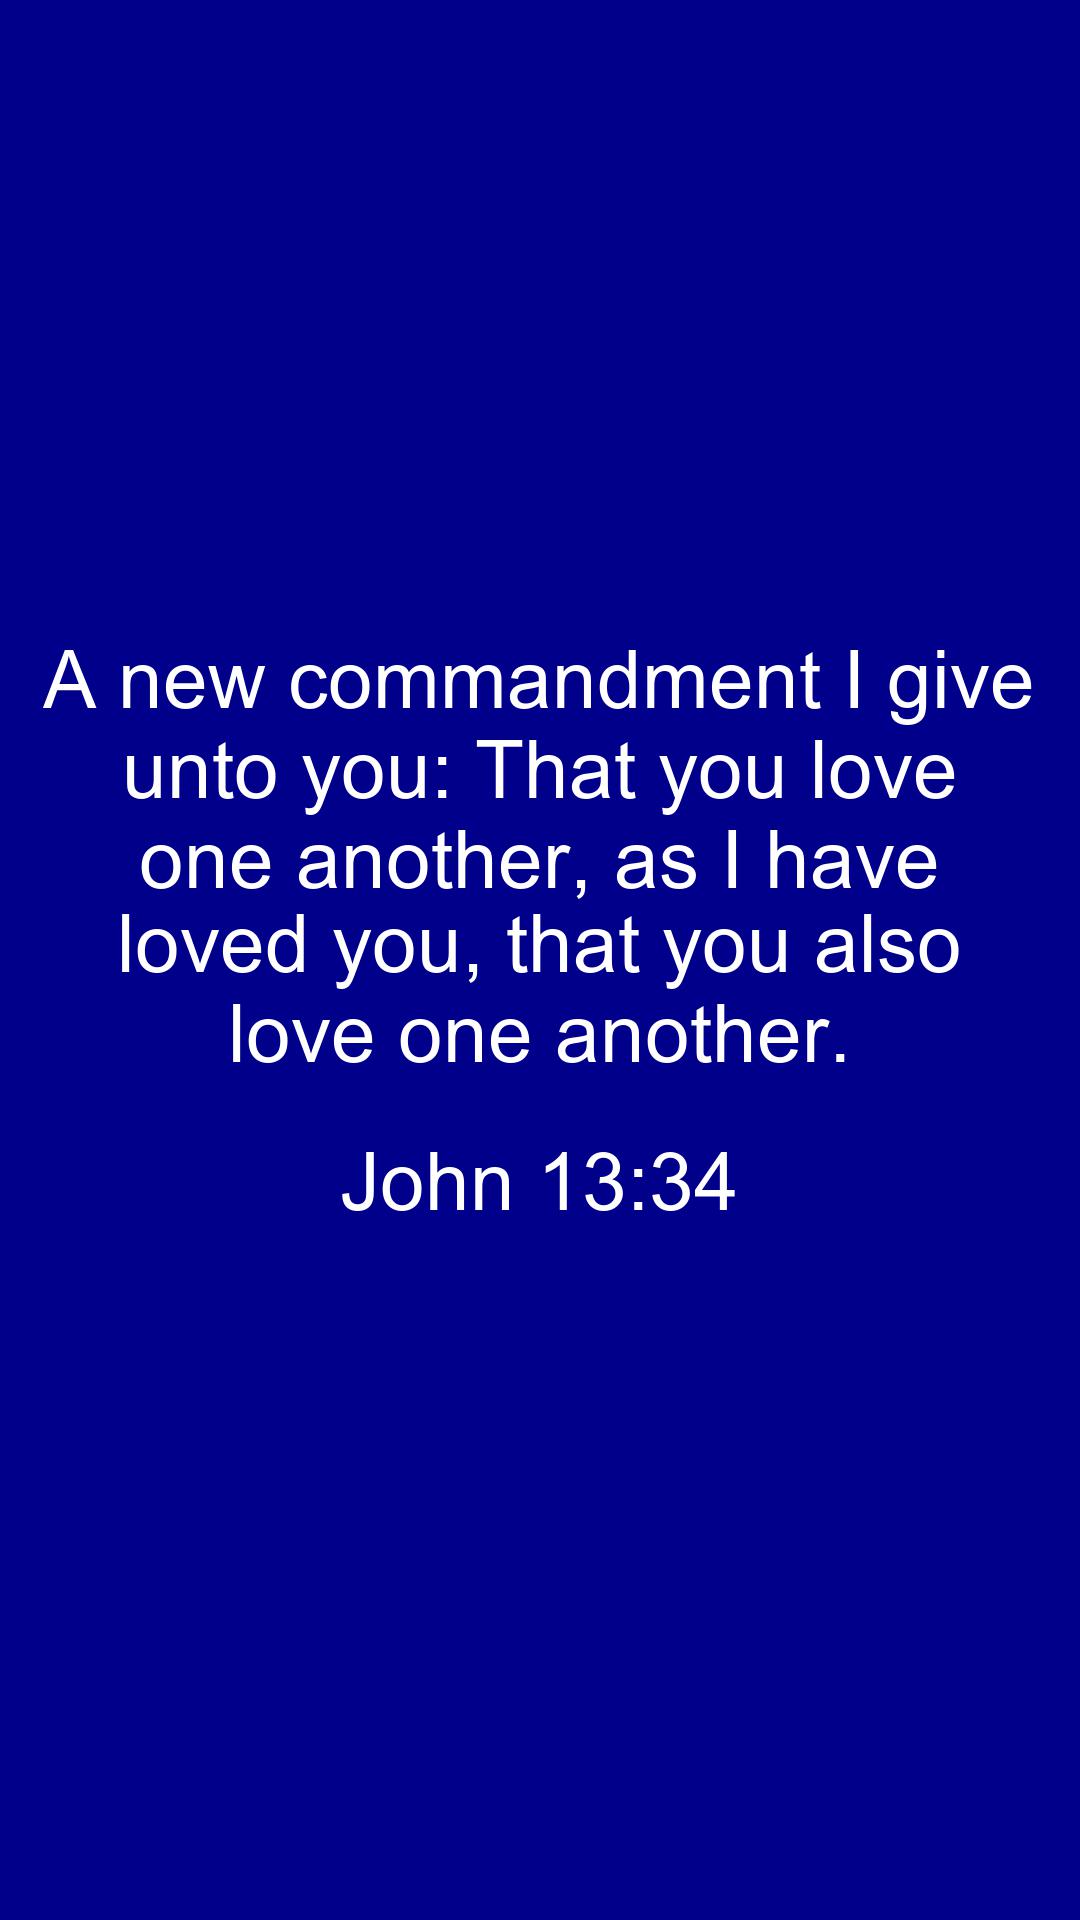 A new commandment I give
unto you: That you love
one another, as I have
loved you, that you also
love one another.
John 13:34